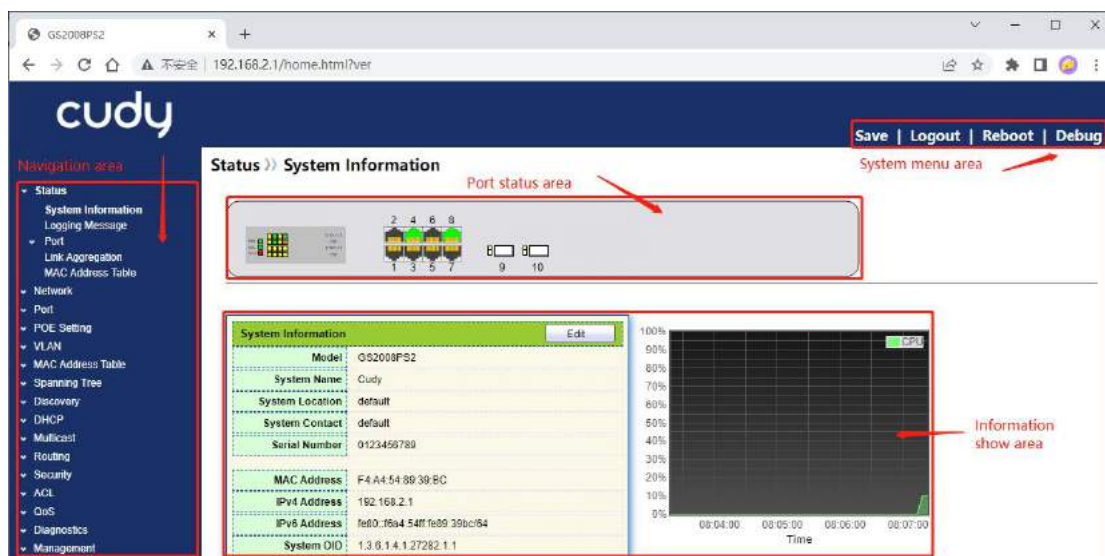 GS2008PS2
不安全
192.168.2.1/home.html?ver
cudy
Save | Logout | Reboot | Debug
Navigation area
Status
System Information
Logging Message
Port
Link Aggregation
MAC Address Table
Network
Port
POE Setting
VLAN
MAC Address Table
Spanning Tree
Discovery
DHCP
Multicast
Routing
Security
ACL
QoS
Diagnostics
Management
Status >> System Information
System menu area
Port status area
2 4 6 8
1 3 5 7 9 10
System Information Edit
Model GS2008PS2
System Name Cudy
System Location default
System Contact default
Serial Number 0123456789
MAC Address F4:A4:54:89:39:BC
IPv4 Address 192.168.2.1
IPv6 Address fe80::f6a4:54ff:fe89:39bc/64
System OID 1.3.6.1.4.1.27282.1.1
100%
90%
80%
70%
60%
50%
40%
30%
20%
10%
0%
CPU
08:04:00 08:05:00 08:06:00 08:07:00
Time
Information
show area